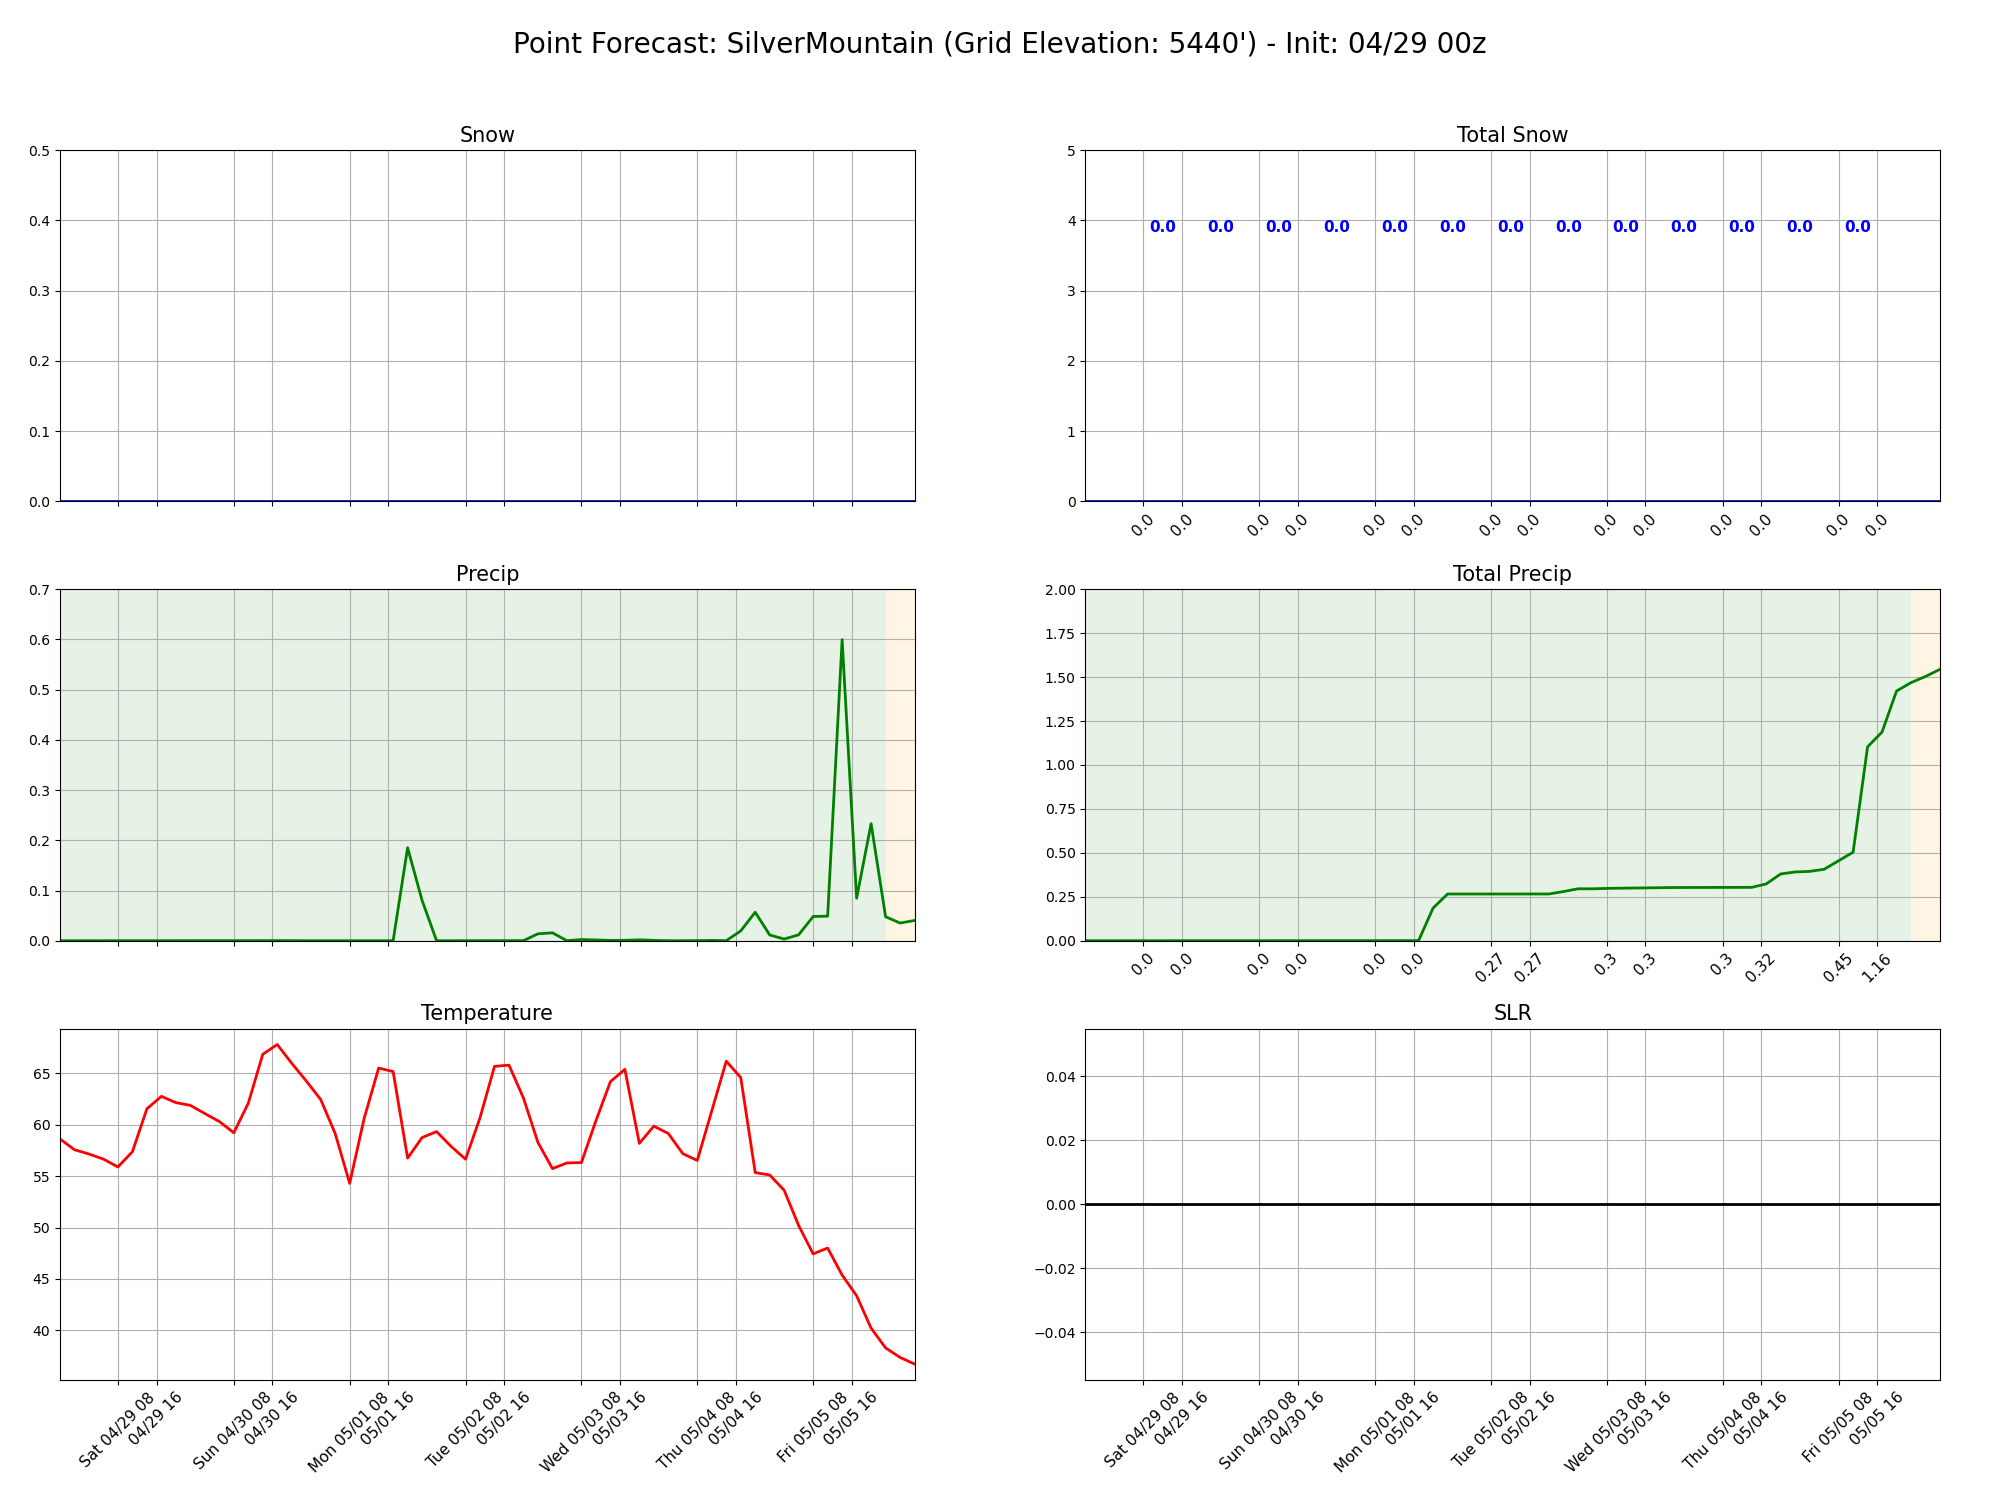 Point Forecast: SilverMountain (Grid Elevation: 5440') - Init: 04/29 00z
Snow
0.5
0.4
0.3
0.2
0.1
0.0
Total Snow
5
4
3
2
1
0
0.0 0.0 0.0 0.0 0.0 0.0 0.0 0.0 0.0 0.0 0.0 0.0 0.0
0.0 0.0 0.0 0.0 0.0 0.0 0.0 0.0 0.0 0.0 0.0 0.0 0.0 0.0
Precip
0.7
0.6
0.5
0.4
0.3
0.2
0.1
0.0
Total Precip
2.00
1.75
1.50
1.25
1.00
0.75
0.50
0.25
0.00
0.0 0.0 0.0 0.0 0.0 0.0 0.27 0.27 0.3 0.3 0.3 0.32 0.45 1.16
Temperature
65
60
55
50
45
40
Sat 04/29 08
04/29 16
Sun 04/30 08
04/30 16
Mon 05/01 08
05/01 16
Tue 05/02 08
05/02 16
Wed 05/03 08
05/03 16
Thu 05/04 08
05/04 16
Fri 05/05 08
05/05 16
SLR
0.04
0.02
0.00
−0.02
−0.04
Sat 04/29 08
04/29 16
Sun 04/30 08
04/30 16
Mon 05/01 08
05/01 16
Tue 05/02 08
05/02 16
Wed 05/03 08
05/03 16
Thu 05/04 08
05/04 16
Fri 05/05 08
05/05 16